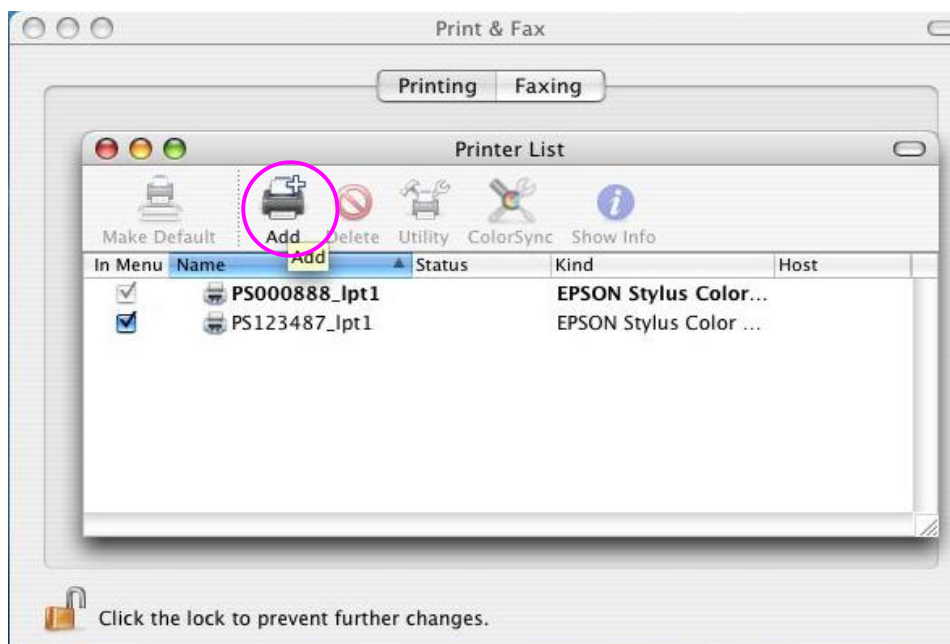 Print & Fax
Printing Faxing
Printer List
Make Default Add Delete Utility ColorSync Show Info
Add
In Menu Name Status Kind Host
PS000888_lpt1 EPSON Stylus Color...
PS123487_lpt1 EPSON Stylus Color ...
Click the lock to prevent further changes.